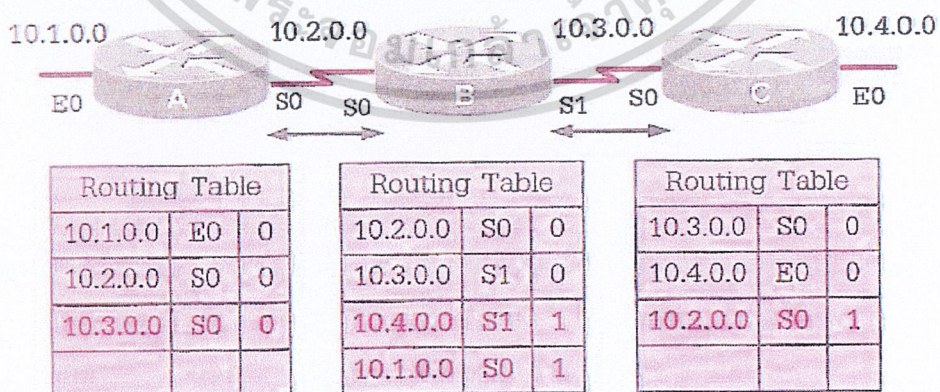 10.1.0.0 10.2.0.0 10.3.0.0 10.4.0.0
E0 A S0 S0 B S1 S0 C E0
Routing Table
10.1.0.0 E0 0
10.2.0.0 S0 0
10.3.0.0 S0 0
Routing Table
10.2.0.0 S0 0
10.3.0.0 S1 0
10.4.0.0 S1 1
10.1.0.0 S0 1
Routing Table
10.3.0.0 S0 0
10.4.0.0 E0 0
10.2.0.0 S0 1